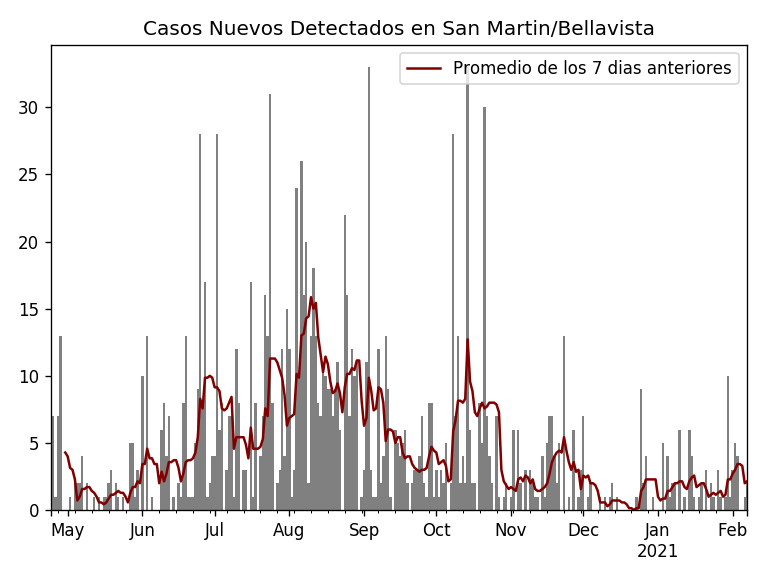 Casos Nuevos Detectados en San Martin/Bellavista
Promedio de los 7 dias anteriores
30
25
20
15
10
5
0
May Jun Jul Aug Sep Oct Nov Dec Jan Feb
2021